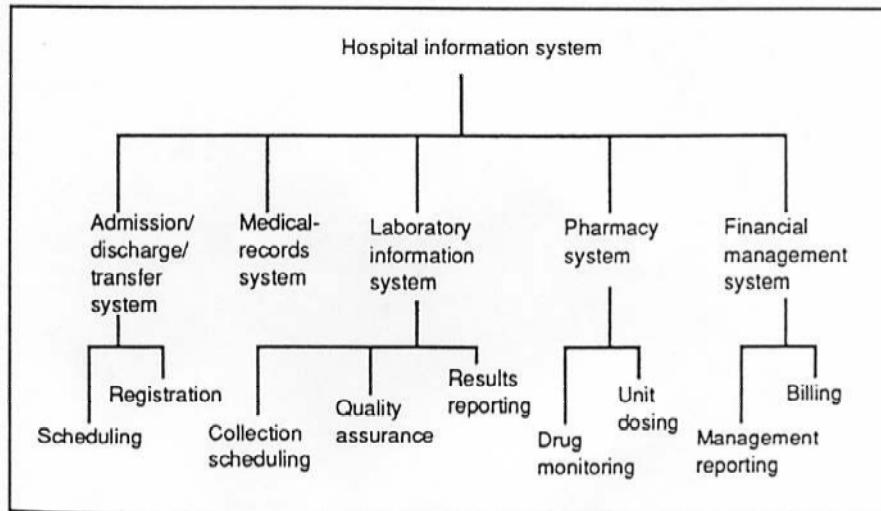 Hospital information system
Admission/
discharge/
transfer
system
Medical-
records
system
Laboratory
information
system
Pharmacy
system
Financial
management
system
Scheduling
Registration
Collection
scheduling
Quality
assurance
Results
reporting
Drug
monitoring
Unit
dosing
Management
reporting
Billing